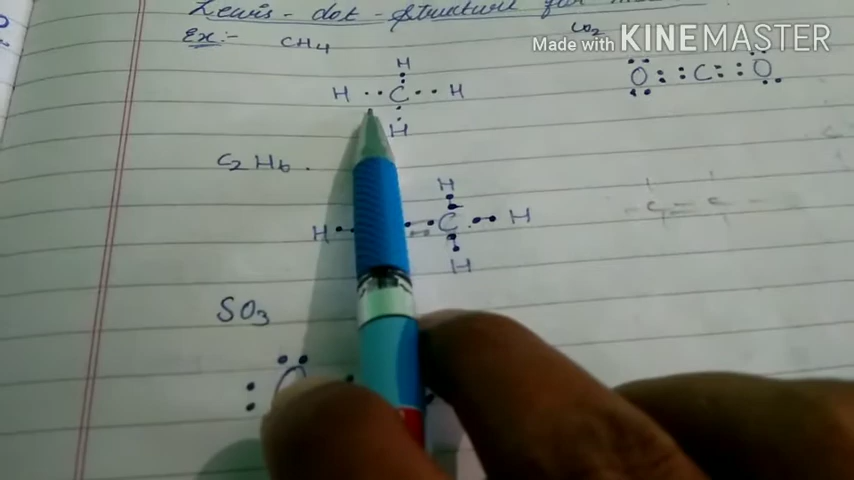 Lewis - dot - Structure for
Ex:- CH4 CO2
Made with KINEMASTER
H
H ·· C ·· H
H
:O: :C: :O:
C2H6.
H
H C H
H
C = C
SO3